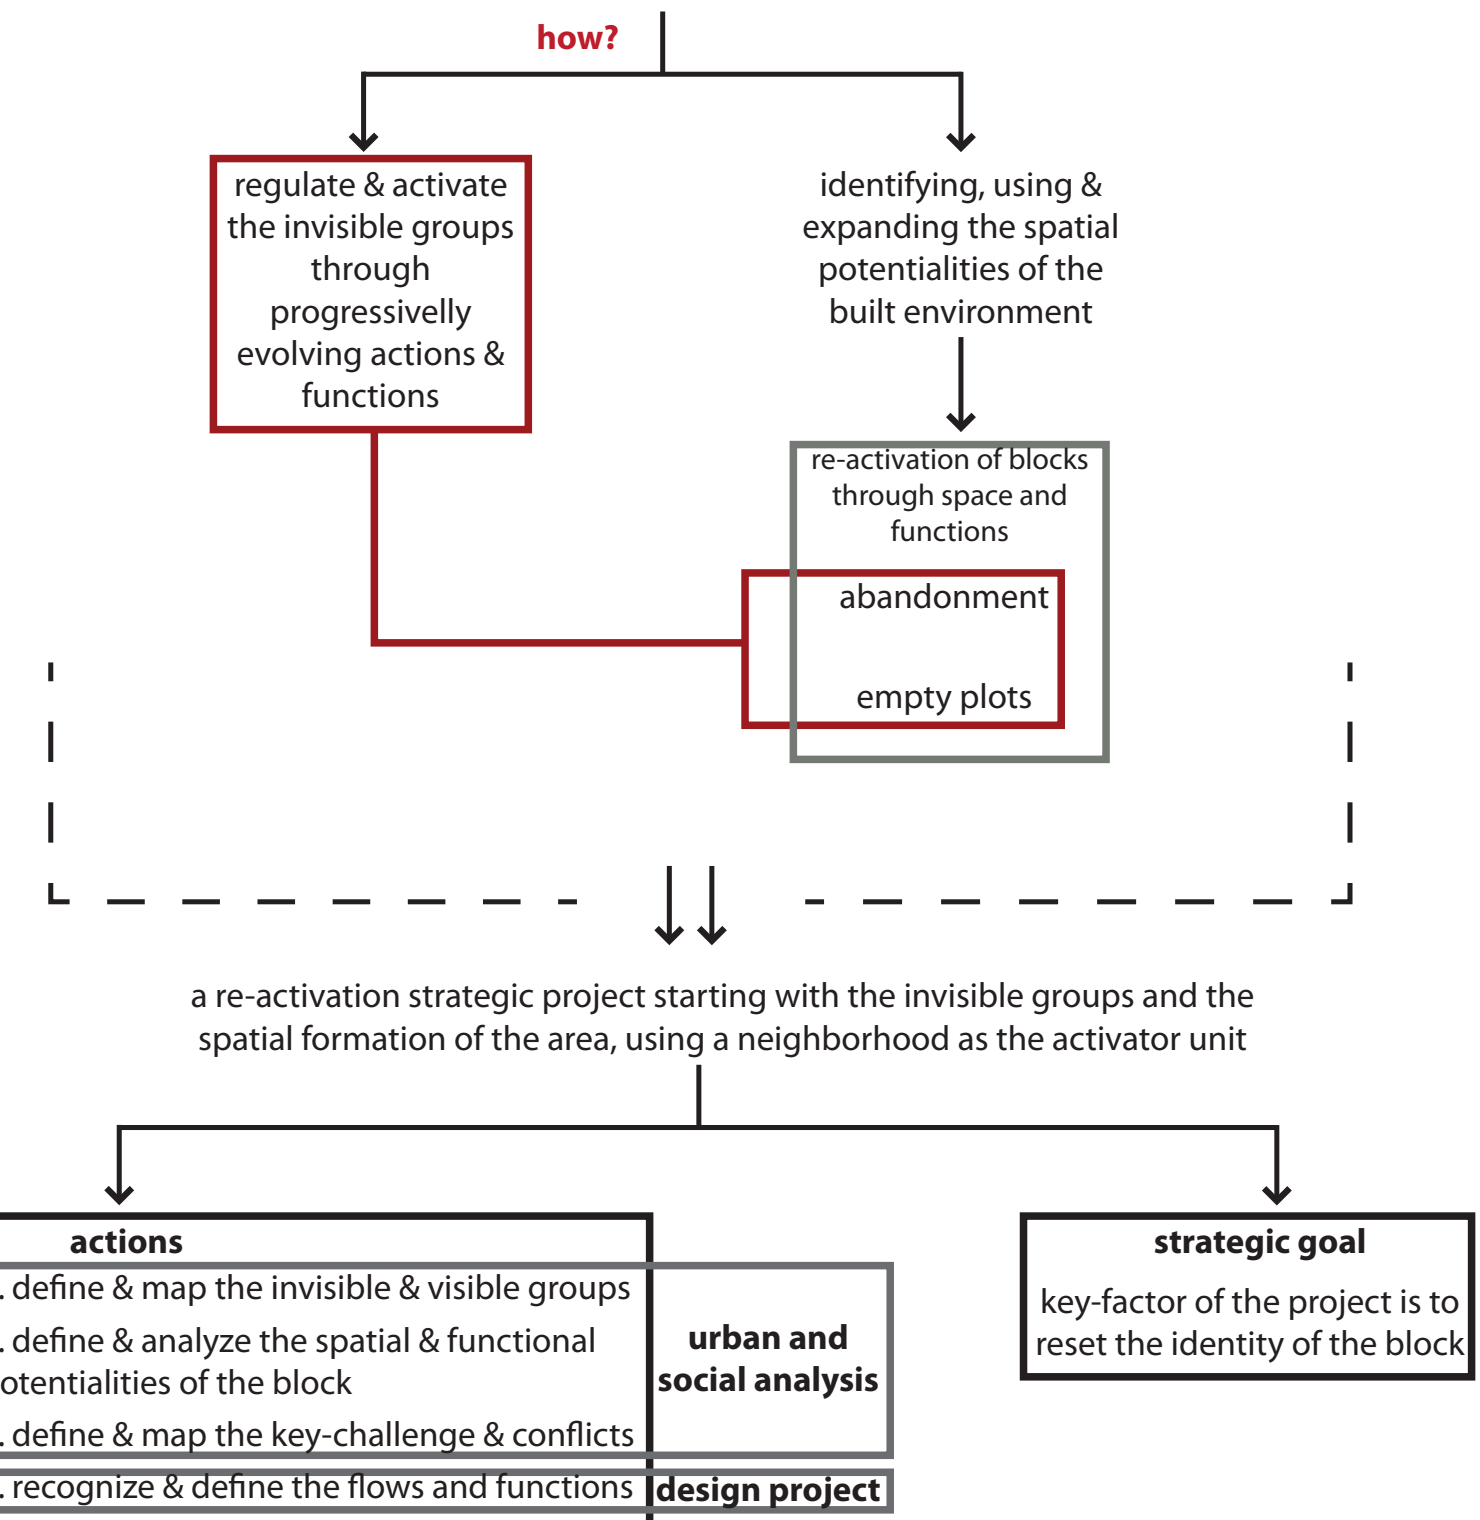 how?
regulate & activate
the invisible groups
through
progressivelly
evolving actions &
functions
identifying, using &
expanding the spatial
potentialities of the
built environment
re-activation of blocks
through space and
functions
abandonment
empty plots
a re-activation strategic project starting with the invisible groups and the
spatial formation of the area, using a neighborhood as the activator unit
actions
. define & map the invisible & visible groups
. define & analyze the spatial & functional
otentialities of the block
. define & map the key-challenge & conflicts
. recognize & define the flows and functions
urban and
social analysis
design project
strategic goal
key-factor of the project is to
reset the identity of the block